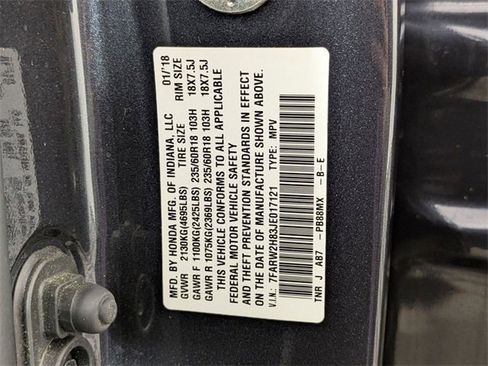 MFD. BY HONDA MFG. OF INDIANA, LLC 01/'18
GVWR 2130KG(4695LBS) TIRE SIZE RIM SIZE
GAWR F 1100KG(2425LBS) 235/60R18 103H 18X7.5J
GAWR R 1075KG(2369LBS) 235/60R18 103H 18X7.5J
THIS VEHICLE CONFORMS TO ALL APPLICABLE
FEDERAL MOTOR VEHICLE SAFETY
AND THEFT PREVENTION STANDARDS IN EFFECT
ON THE DATE OF MANUFACTURE SHOWN ABOVE.
V.I.N.: 7FARW2H83JE017121 TYPE: MPV
TNR J AB7 -PB88MX -B-E